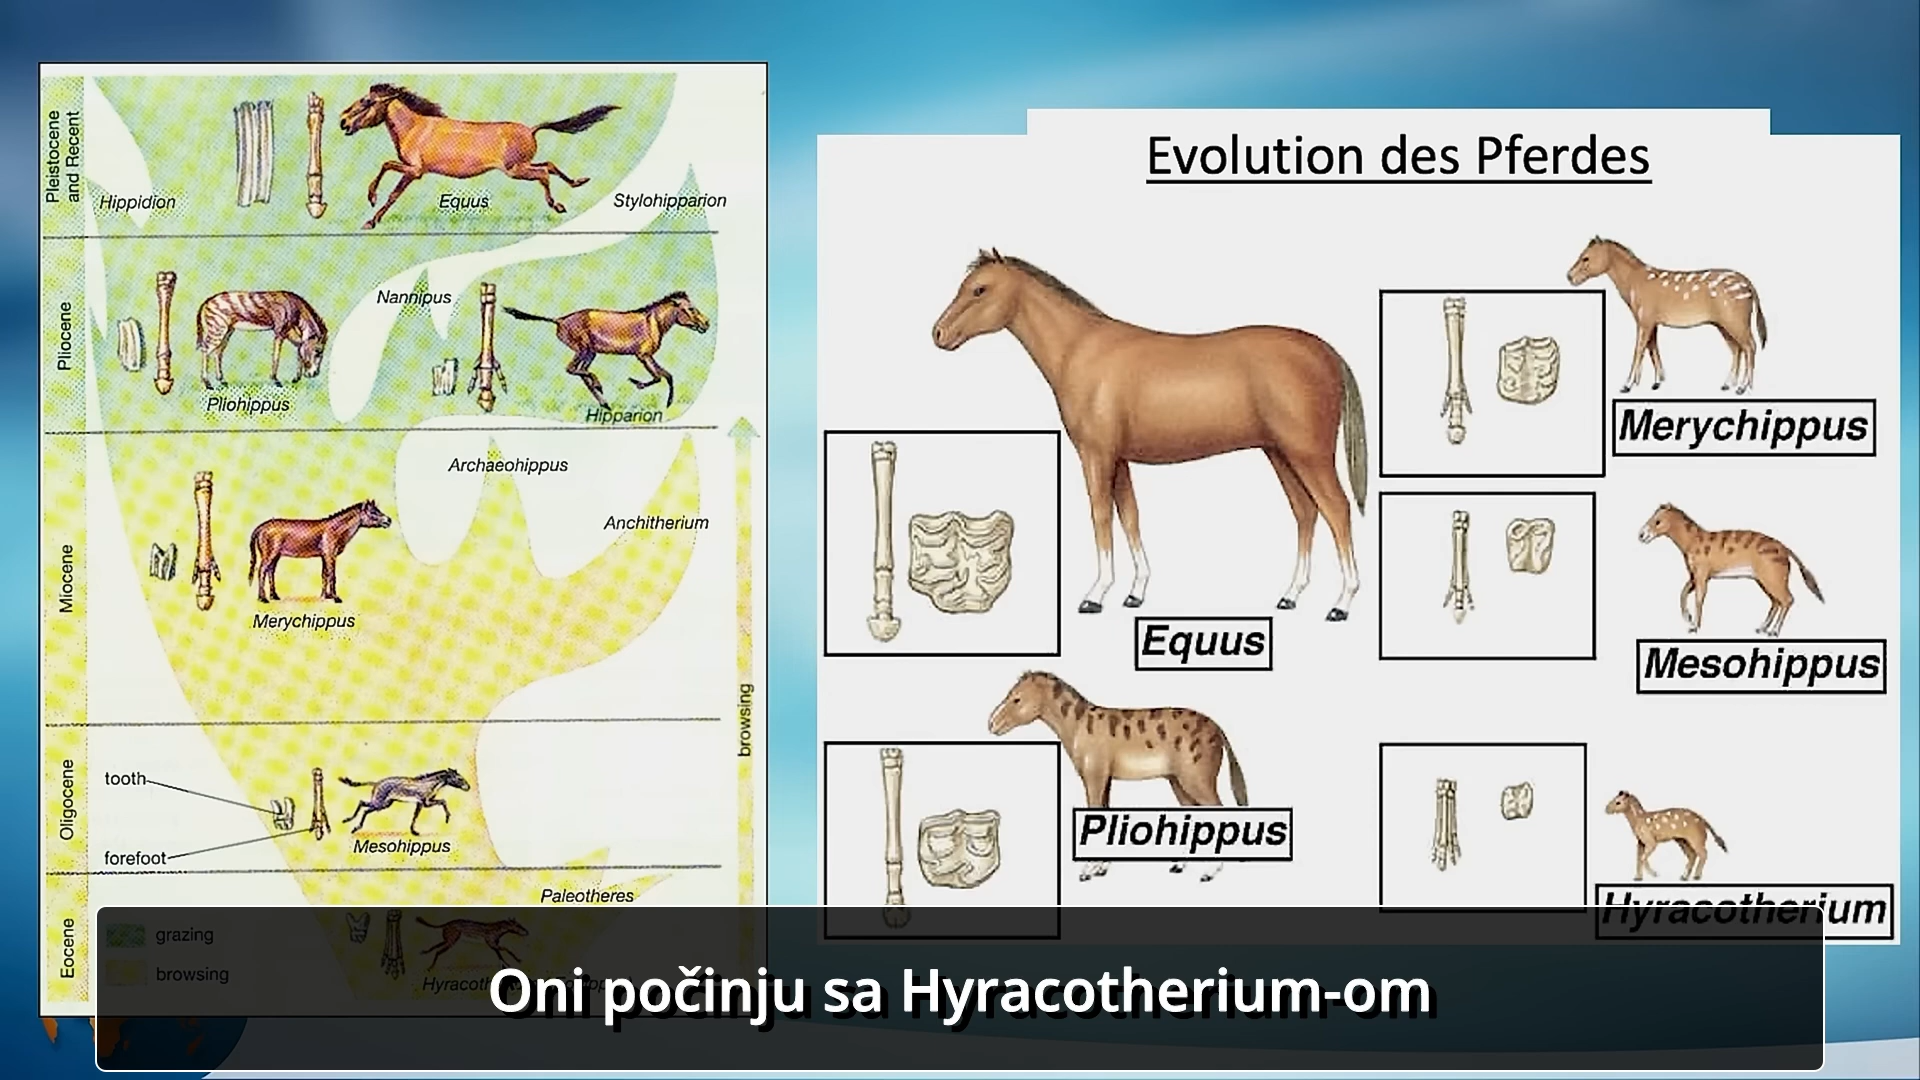 Pleistocene
and Recent
Hippidion
Equus
Stylohipparion
Pliocene
Nannipus
Pliohippus
Hipparion
Miocene
Archaeohippus
Anchitherium
Merychippus
browsing
Oligocene
tooth
forefoot
Mesohippus
Eocene
Paleotheres
grazing
browsing
Evolution des Pferdes
Merychippus
Equus
Mesohippus
Pliohippus
Hyracotherium
Oni počinju sa Hyracotherium-om